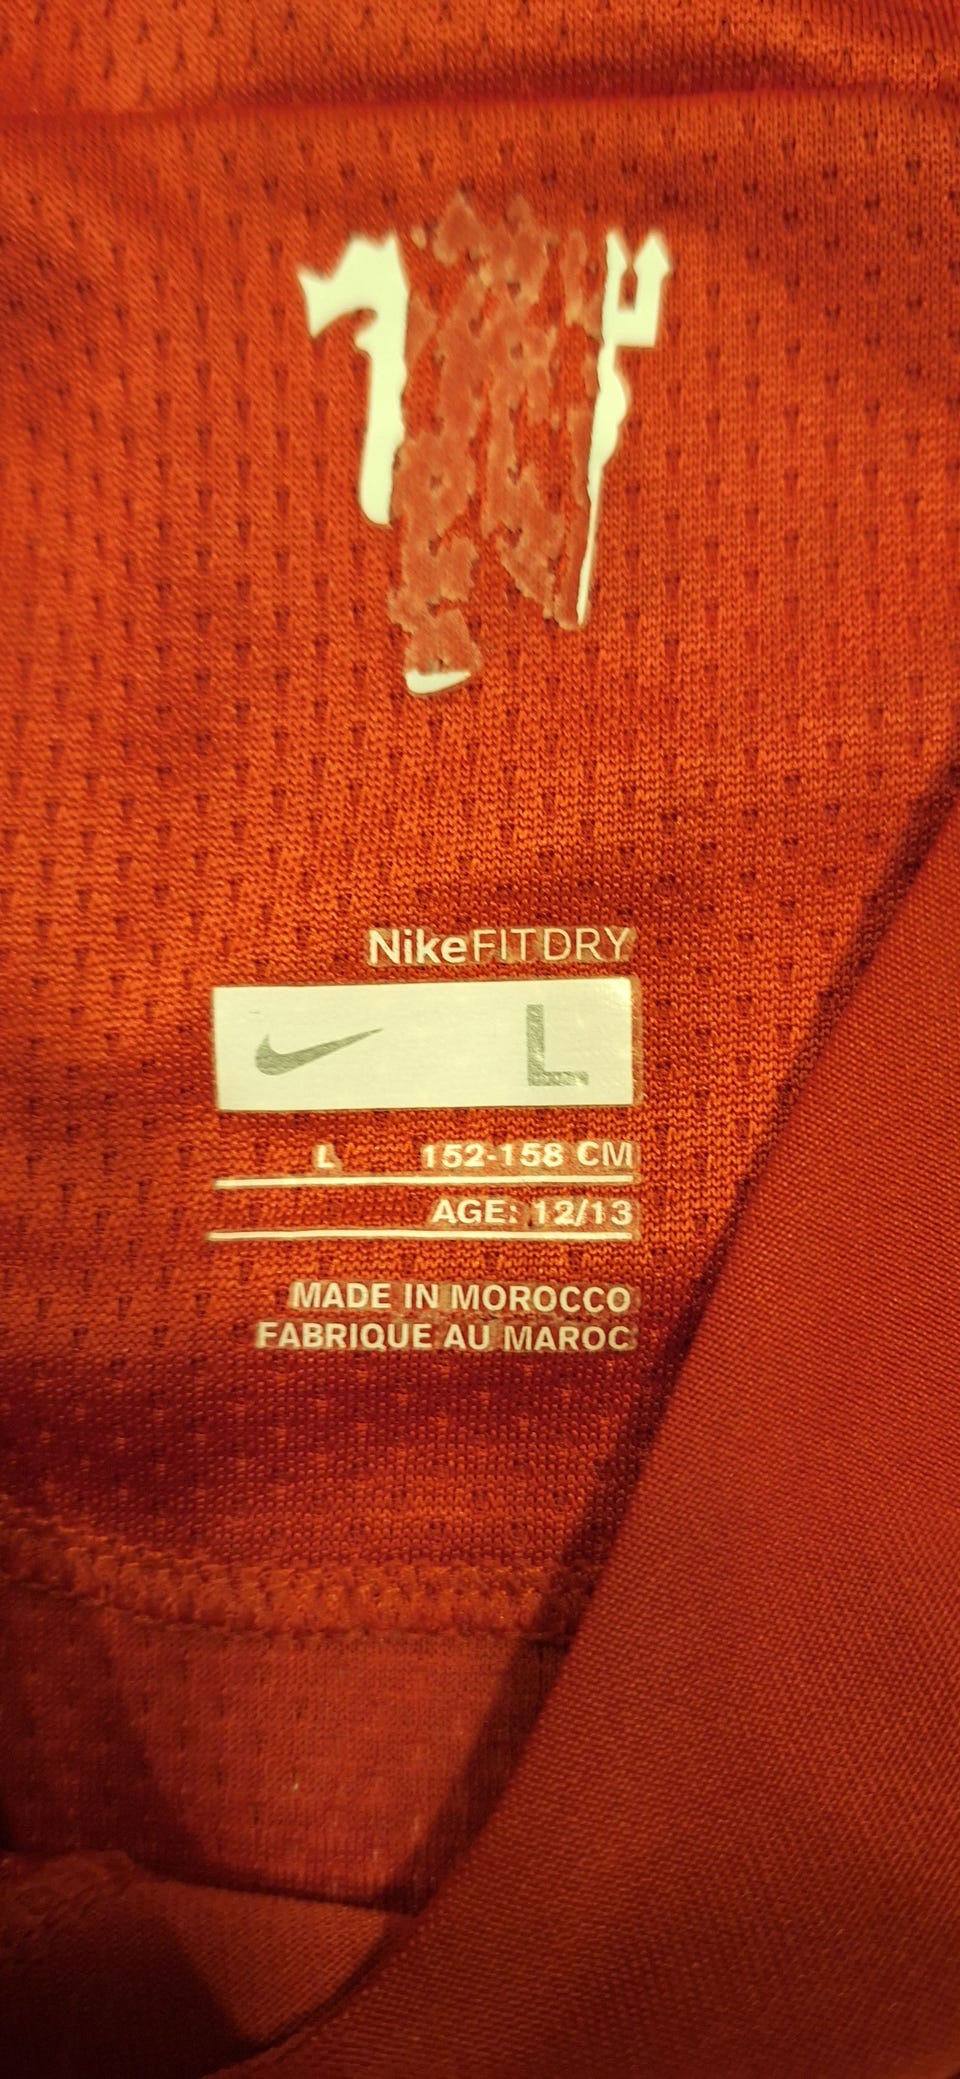 NikeFITDRY
L
L 152-158 CM
AGE: 12/13
MADE IN MOROCCO
FABRIQUE AU MAROC